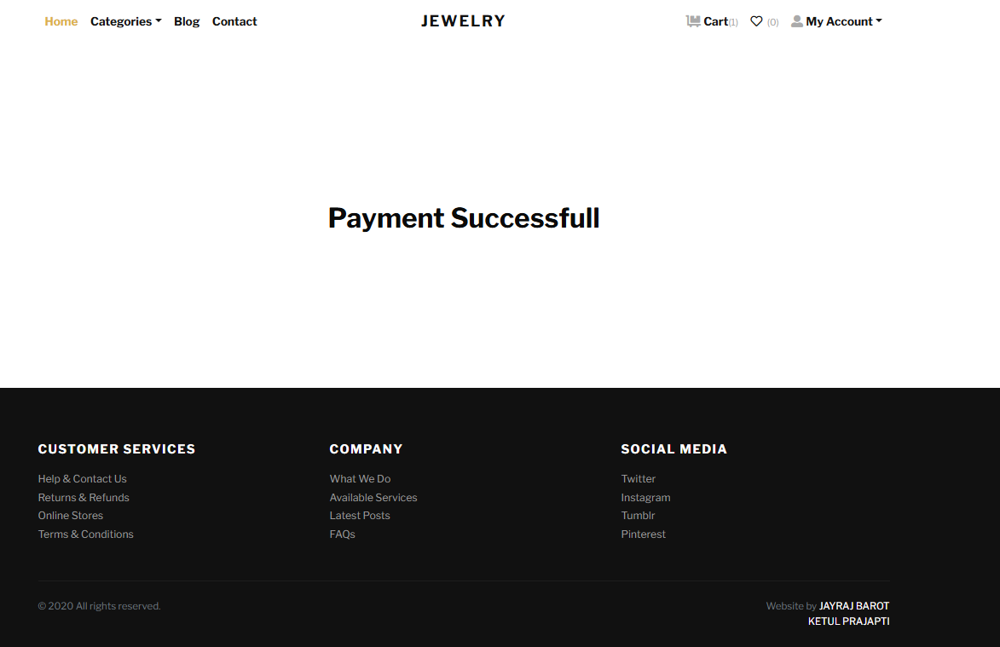 Home Categories Blog Contact JEWELRY Cart(1) (0) My Account
Payment Successfull
CUSTOMER SERVICES COMPANY SOCIAL MEDIA
Help & Contact Us What We Do Twitter
Returns & Refunds Available Services Instagram
Online Stores Latest Posts Tumblr
Terms & Conditions FAQs Pinterest
© 2020 All rights reserved. Website by JAYRAJ BAROT
KETUL PRAJAPTI